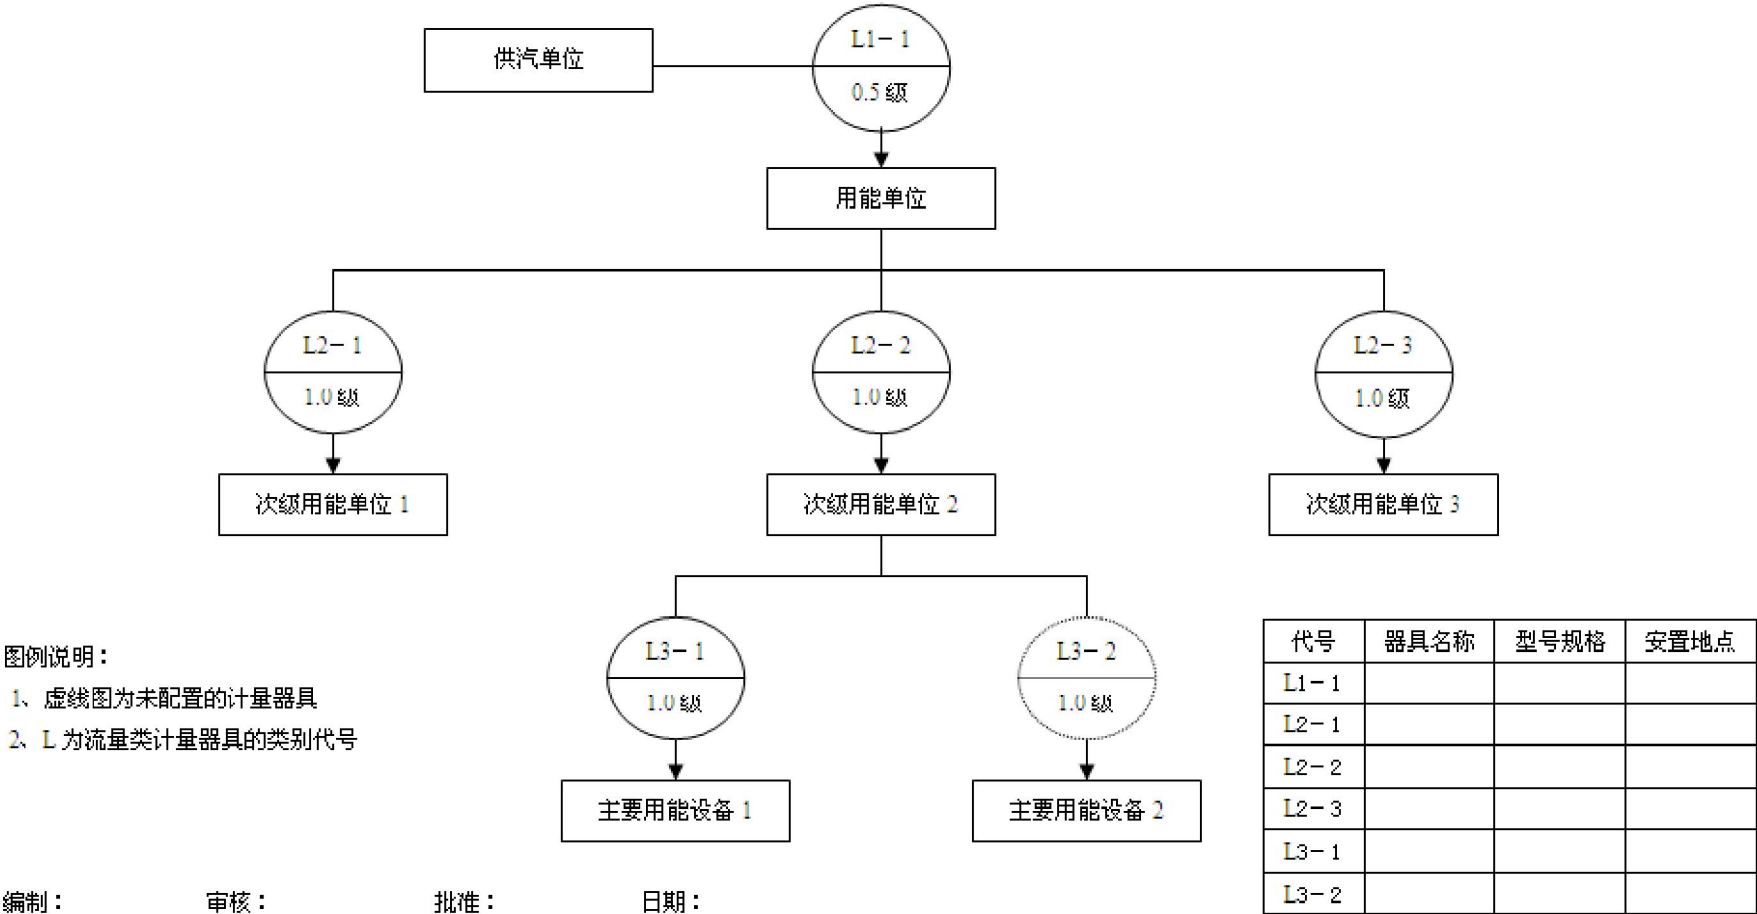 供汽单位
L1－1
0.5 级
用能单位
L2－1
1.0 级
L2－2
1.0 级
L2－3
1.0 级
次级用能单位 1
次级用能单位 2
次级用能单位 3
L3－1
1.0 级
L3－2
1.0 级
主要用能设备 1
主要用能设备 2
图例说明：
1、虚线图为未配置的计量器具
2、L 为流量类计量器具的类别代号
代号 器具名称 型号规格 安置地点
L1－1
L2－1
L2－2
L2－3
L3－1
L3－2
编制： 审核： 批准： 日期：